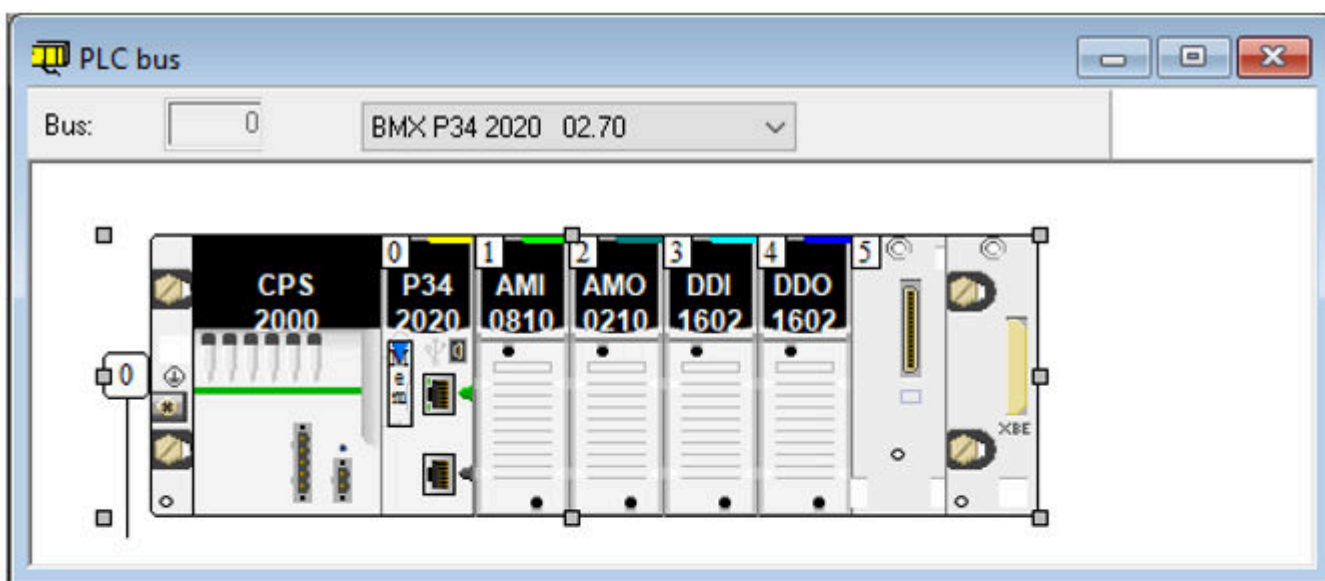 PLC bus
Bus: 0 BMX P34 2020 02.70
0 1 2 3 4 5
CPS P34 AMI AMO DDI DDO
2000 2020 0810 0210 1602 1602
0
Mem
XBE